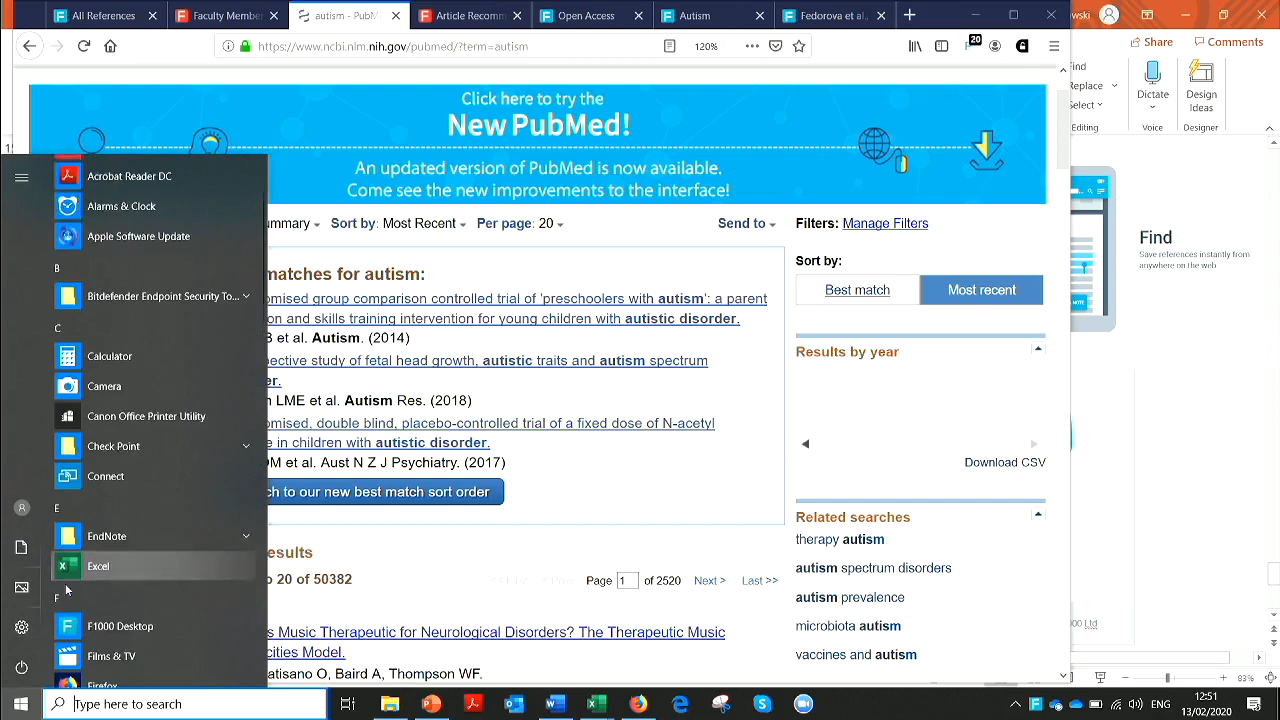 All References
Faculty Member
autism - PubM
Article Recomm
Open Access
Autism
Fedorova et al.,
wski
https://www.ncbi.nlm.nih.gov/pubmed/?term=autism
120%
20
Share
Comments
Find
Replace
Select
Editing
Dictate
Voice
Design
Ideas
Designer
Click here to try the
New PubMed!
An updated version of PubMed is now available.
Come see the new improvements to the interface!
Acrobat Reader DC
Alarms & Clock
Apple Software Update
B
Bitdefender Endpoint Security To...
C
Calculator
Camera
Canon Office Printer Utility
Check Point
Connect
E
EndNote
Excel
F
F1000 Desktop
Films & TV
Firefox
ummary
Sort by: Most Recent
Per page: 20
Send to
Filters: Manage Filters
matches for autism:
omised group comparison controlled trial of 'preschoolers with autism': a parent
on and skills training intervention for young children with autistic disorder.
B et al. Autism. (2014)
pective study of fetal head growth, autistic traits and autism spectrum
er.
n LME et al. Autism Res. (2018)
omised, double blind, placebo-controlled trial of a fixed dose of N-acetyl
e in children with autistic disorder.
OM et al. Aust N Z J Psychiatry. (2017)
ch to our new best match sort order
esults
o 20 of 50382
Page 1 of 2520 Next > Last >>
s Music Therapeutic for Neurological Disorders? The Therapeutic Music
cities Model.
atisano O, Baird A, Thompson WF.
Sort by:
Best match
Most recent
Results by year
Download CSV
Related searches
therapy autism
autism spectrum disorders
autism prevalence
microbiota autism
vaccines and autism
Find
Save references instantly from
anywhere on the web
00 Ltd
83%
Type here to search
ENG
12:51
13/02/2020